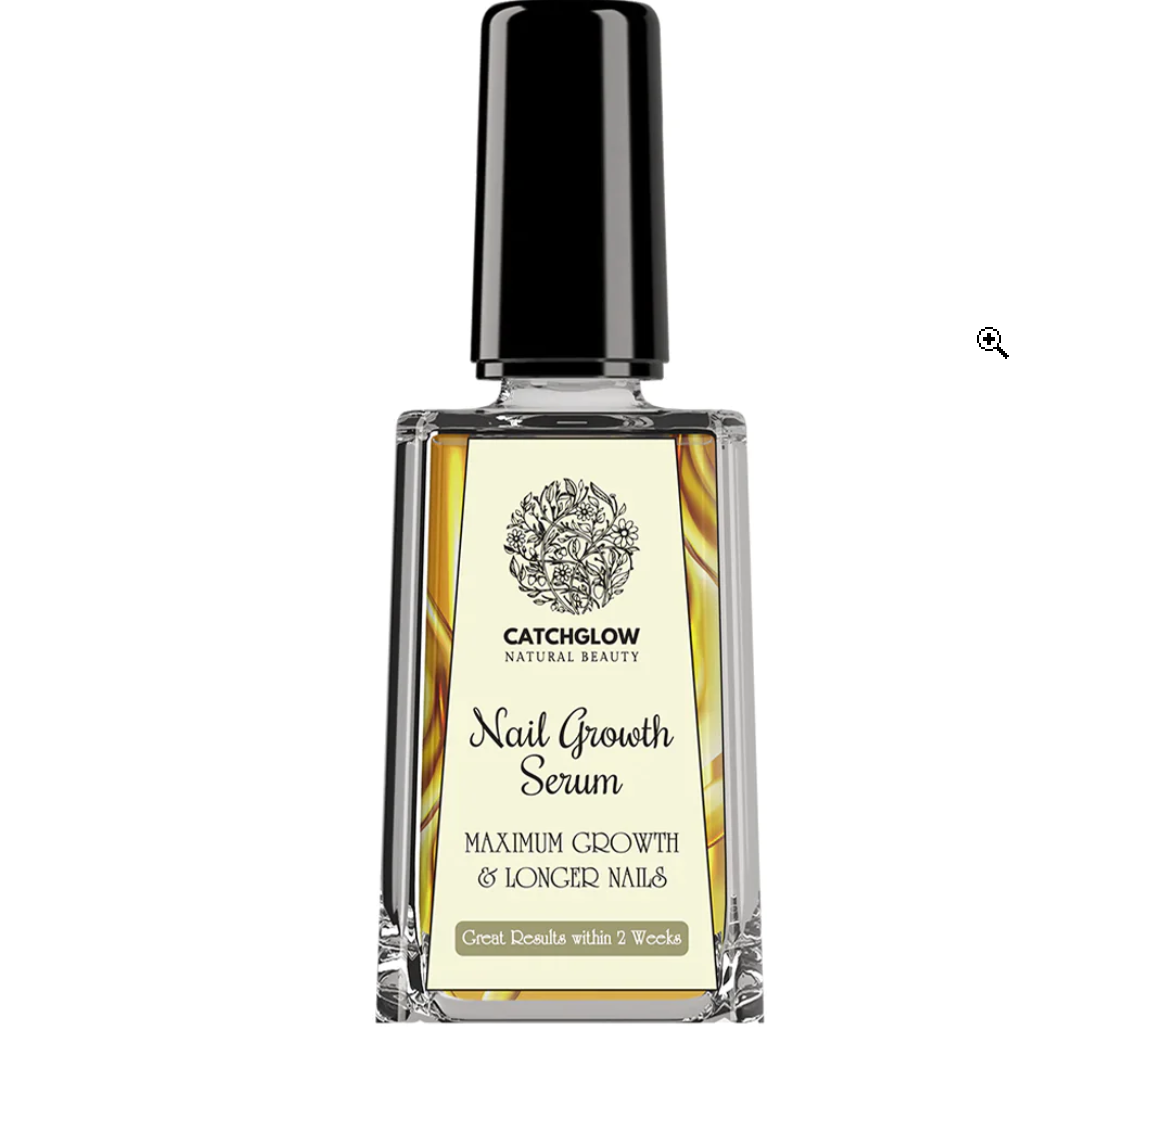 CATCHGLOW
NATURAL BEAUTY
Nail Growth
Serum
MAXIMUM GROWTH
& LONGER NAILS
Great Results within 2 Weeks